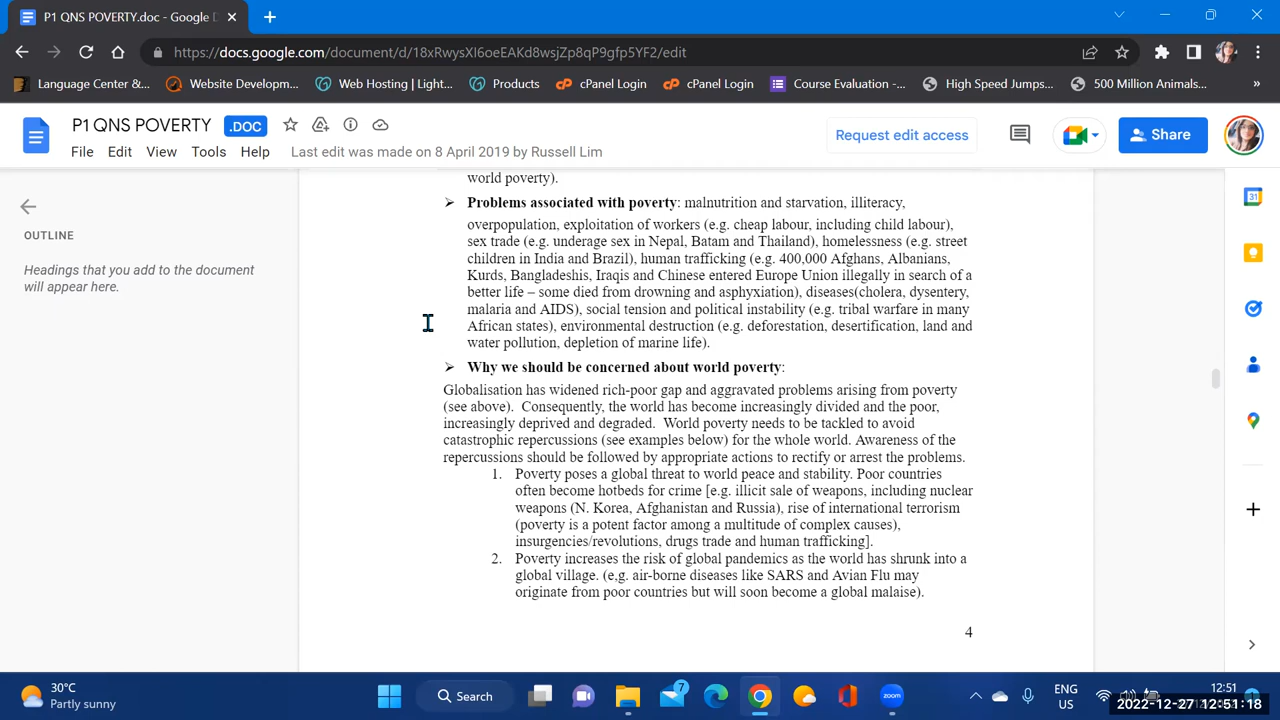 P1 QNS POVERTY.doc - Google D
https://docs.google.com/document/d/18xRwysXl6oeEAKd8wsjZp8qP9gfp5YF2/edit
Language Center &... Website Developm... Web Hosting | Light... Products cPanel Login cPanel Login Course Evaluation -... High Speed Jumps... 500 Million Animals... »
P1 QNS POVERTY .DOC
Request edit access
Share
File Edit View Tools Help Last edit was made on 8 April 2019 by Russell Lim
OUTLINE
Headings that you add to the document
will appear here.
world poverty).
➢ Problems associated with poverty: malnutrition and starvation, illiteracy,
overpopulation, exploitation of workers (e.g. cheap labour, including child labour),
sex trade (e.g. underage sex in Nepal, Batam and Thailand), homelessness (e.g. street
children in India and Brazil), human trafficking (e.g. 400,000 Afghans, Albanians,
Kurds, Bangladeshis, Iraqis and Chinese entered Europe Union illegally in search of a
better life – some died from drowning and asphyxiation), diseases(cholera, dysentery,
malaria and AIDS), social tension and political instability (e.g. tribal warfare in many
African states), environmental destruction (e.g. deforestation, desertification, land and
water pollution, depletion of marine life).
➢ Why we should be concerned about world poverty:
Globalisation has widened rich-poor gap and aggravated problems arising from poverty
(see above). Consequently, the world has become increasingly divided and the poor,
increasingly deprived and degraded. World poverty needs to be tackled to avoid
catastrophic repercussions (see examples below) for the whole world. Awareness of the
repercussions should be followed by appropriate actions to rectify or arrest the problems.
1. Poverty poses a global threat to world peace and stability. Poor countries
often become hotbeds for crime [e.g. illicit sale of weapons, including nuclear
weapons (N. Korea, Afghanistan and Russia), rise of international terrorism
(poverty is a potent factor among a multitude of complex causes),
insurgencies/revolutions, drugs trade and human trafficking].
2. Poverty increases the risk of global pandemics as the world has shrunk into a
global village. (e,g. air-borne diseases like SARS and Avian Flu may
originate from poor countries but will soon become a global malaise).
4
31
30°C
Partly sunny
Search
7
zoom
ENG
US
12:51
2022-12-27 12:51:18